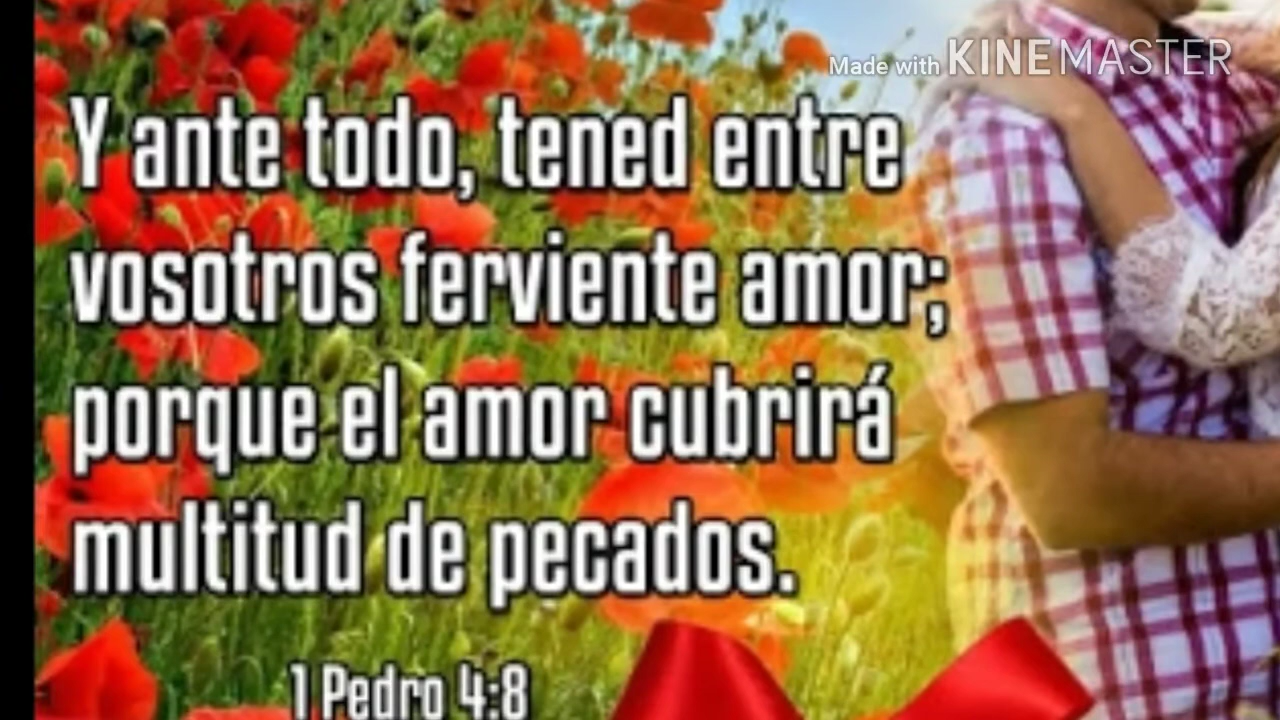 Made with KINEMASTER
Y ante todo, tened entre
vosotros ferviente amor;
porque el amor cubrirá
multitud de pecados.
1 Pedro 4:8